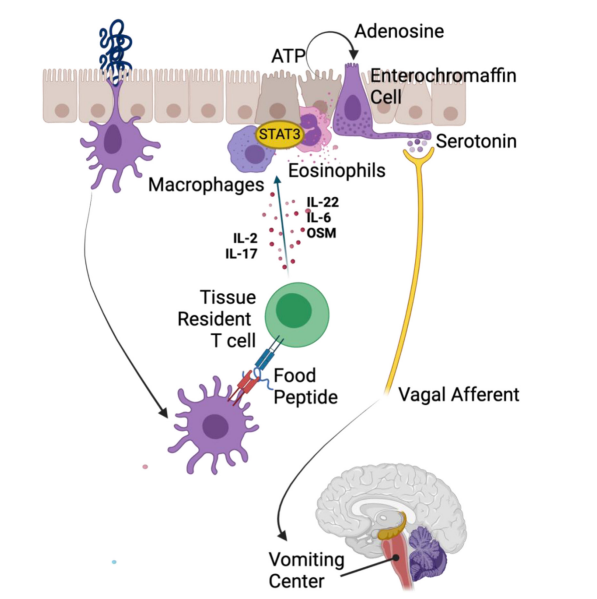 Adenosine
ATP
Enterochromaffin
Cell
STAT3
Serotonin
Eosinophils
Macrophages
IL-22
IL-6
OSM
IL-2
IL-17
Tissue
Resident
T cell
Food
Peptide
Vagal Afferent
Vomiting
Center